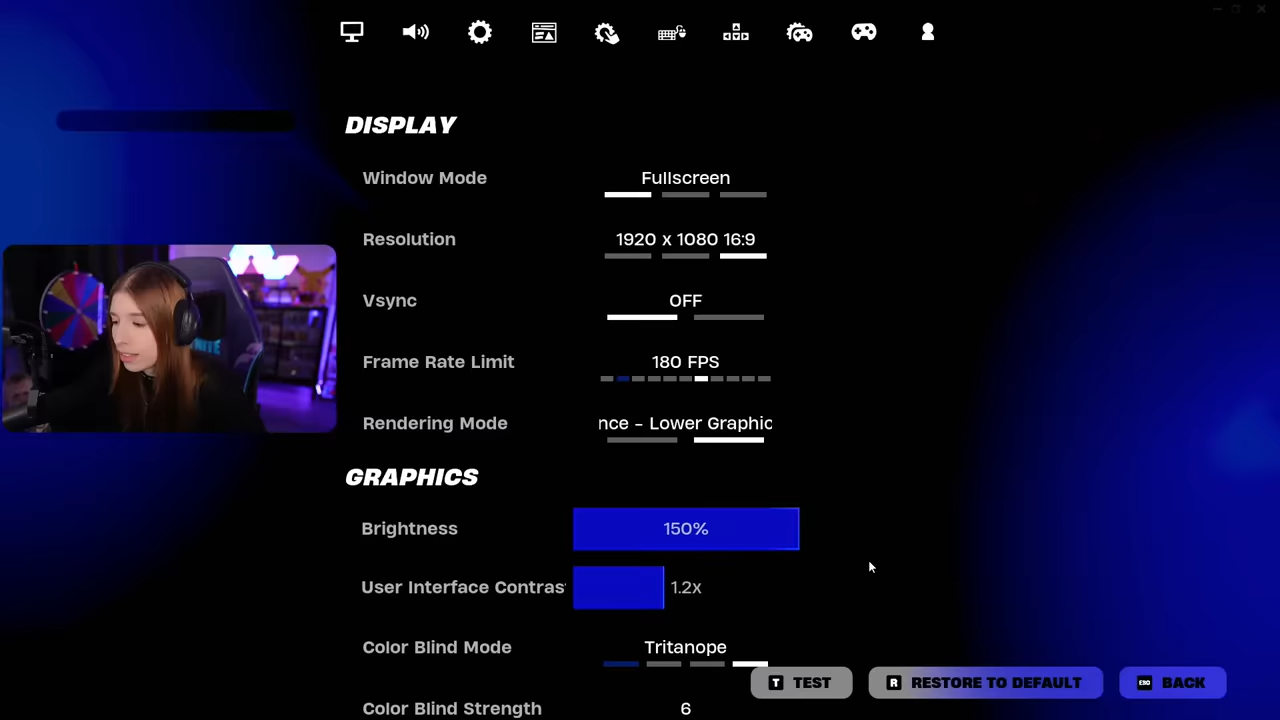 DISPLAY
Window Mode Fullscreen
Resolution 1920 x 1080 16:9
Vsync OFF
Frame Rate Limit 180 FPS
Rendering Mode nce - Lower Graphic
GRAPHICS
Brightness 150%
User Interface Contras 1.2x
Color Blind Mode Tritanope
T TEST R RESTORE TO DEFAULT ESC BACK
Color Blind Strength 6